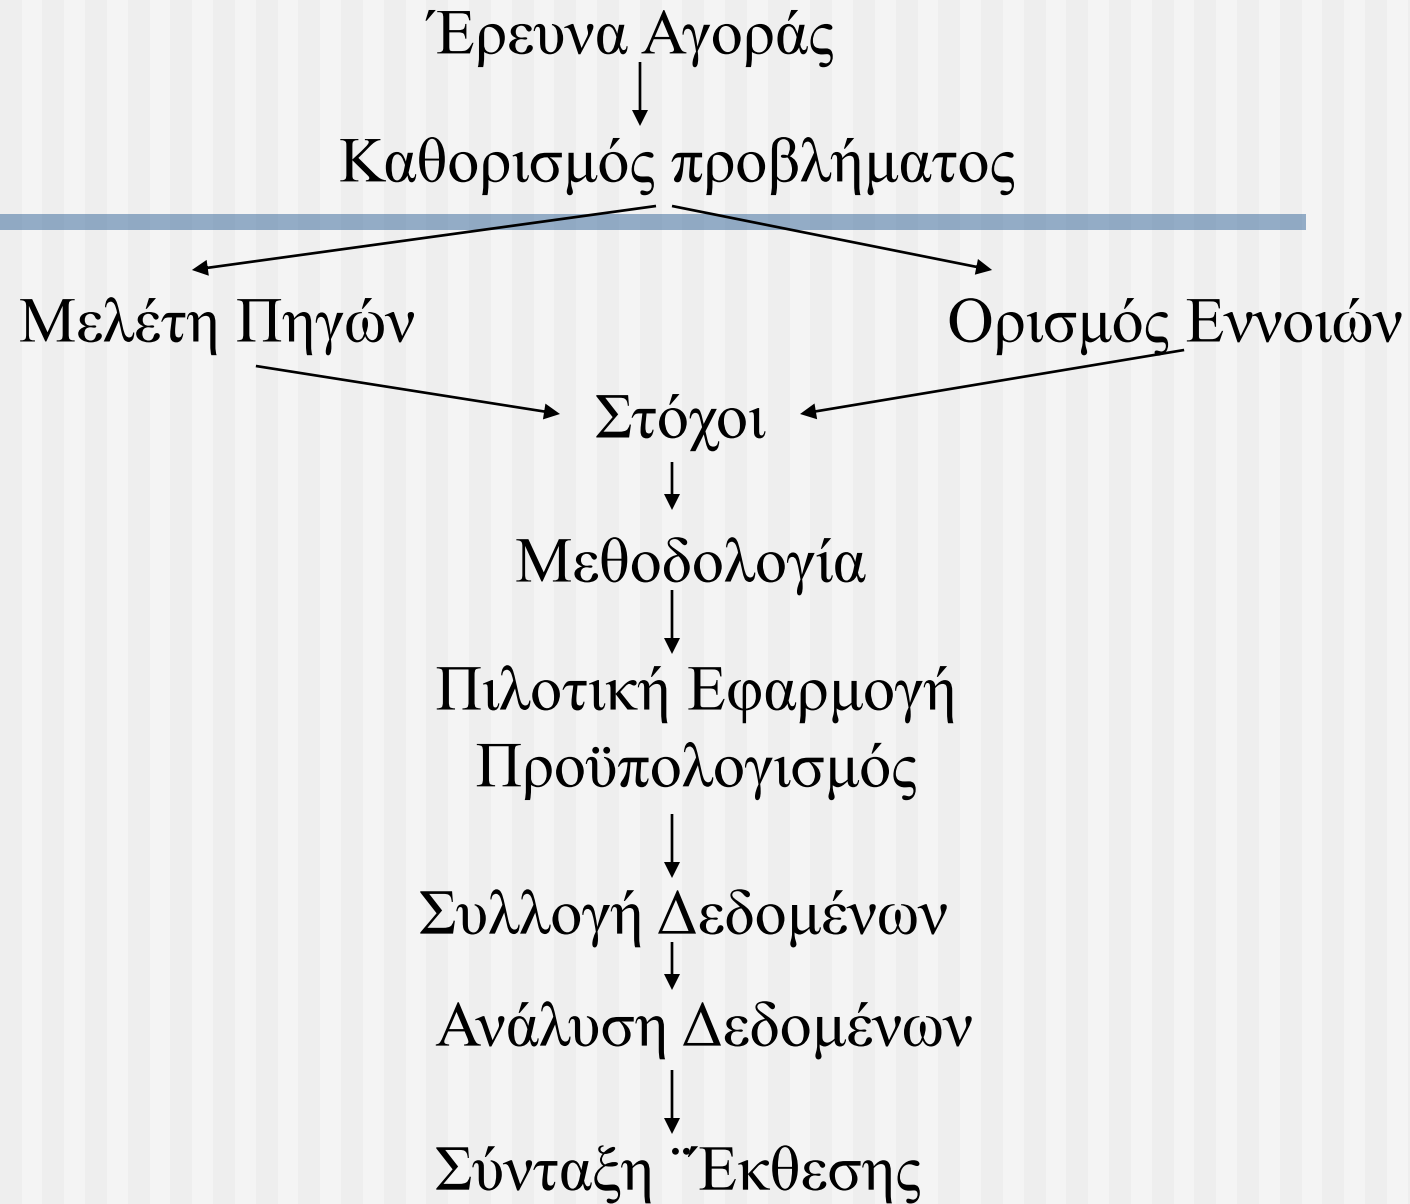 Έρευνα Αγοράς
Καθορισμός προβλήματος
Μελέτη Πηγών
Ορισμός Εννοιών
Στόχοι
Μεθοδολογία
Πιλοτική Εφαρμογή
Προϋπολογισμός
Συλλογή Δεδομένων
Ανάλυση Δεδομένων
Σύνταξη ¨Έκθεσης